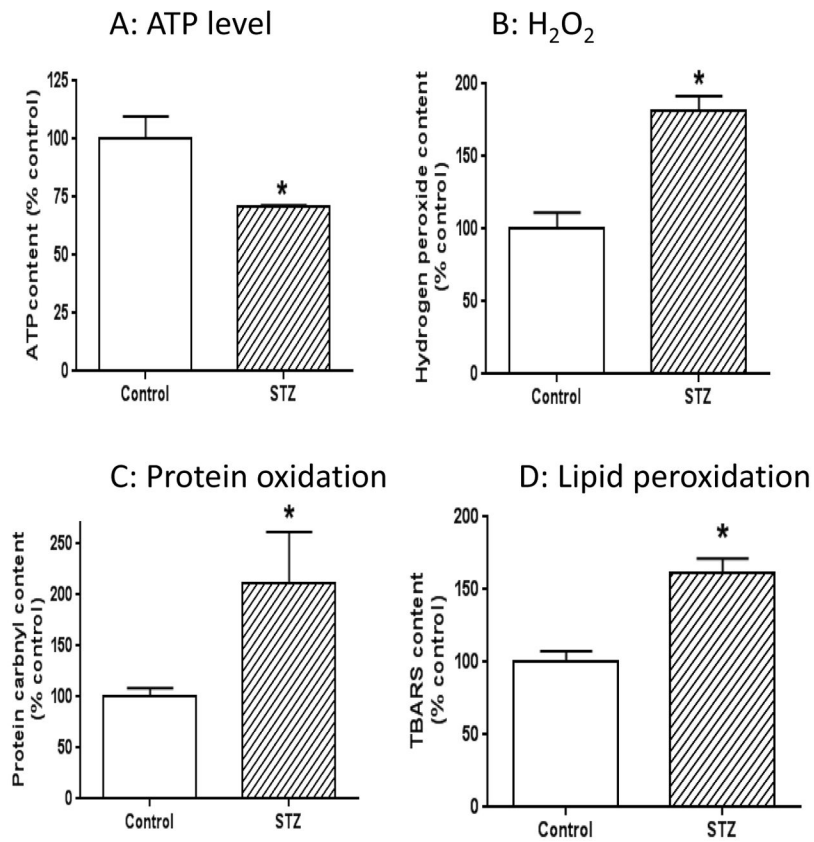 A: ATP level
ATP content (% control)
125
100
75
50
25
0
*
Control
STZ
B: H₂O₂
Hydrogen peroxide content
(% control)
200
150
100
50
0
*
Control
STZ
C: Protein oxidation
Protein carbnyl content
(% control)
250
200
150
100
50
0
*
Control
STZ
D: Lipid peroxidation
TBARS content
(% control)
200
150
100
50
0
*
Control
STZ